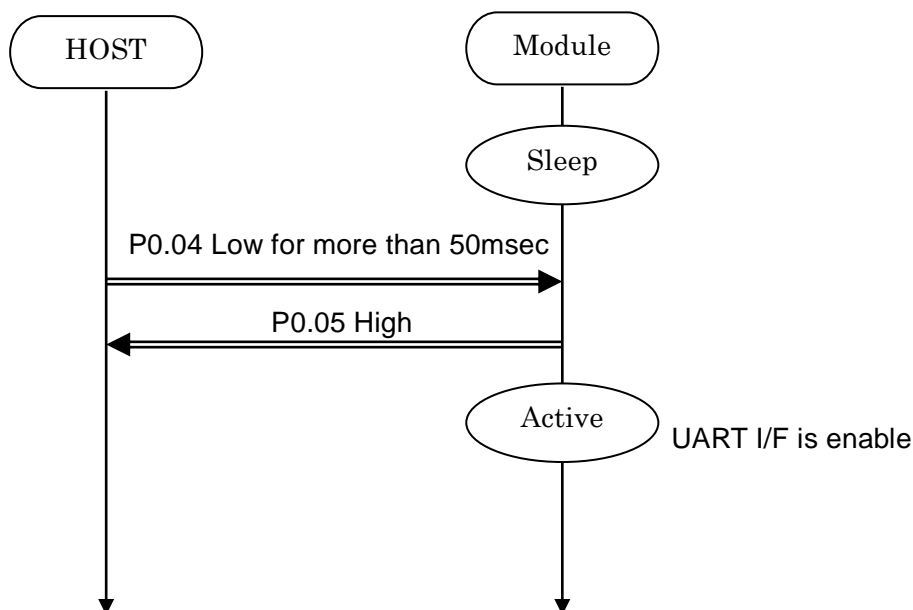 HOST
Module
Sleep
P0.04 Low for more than 50msec
P0.05 High
Active
UART I/F is enable